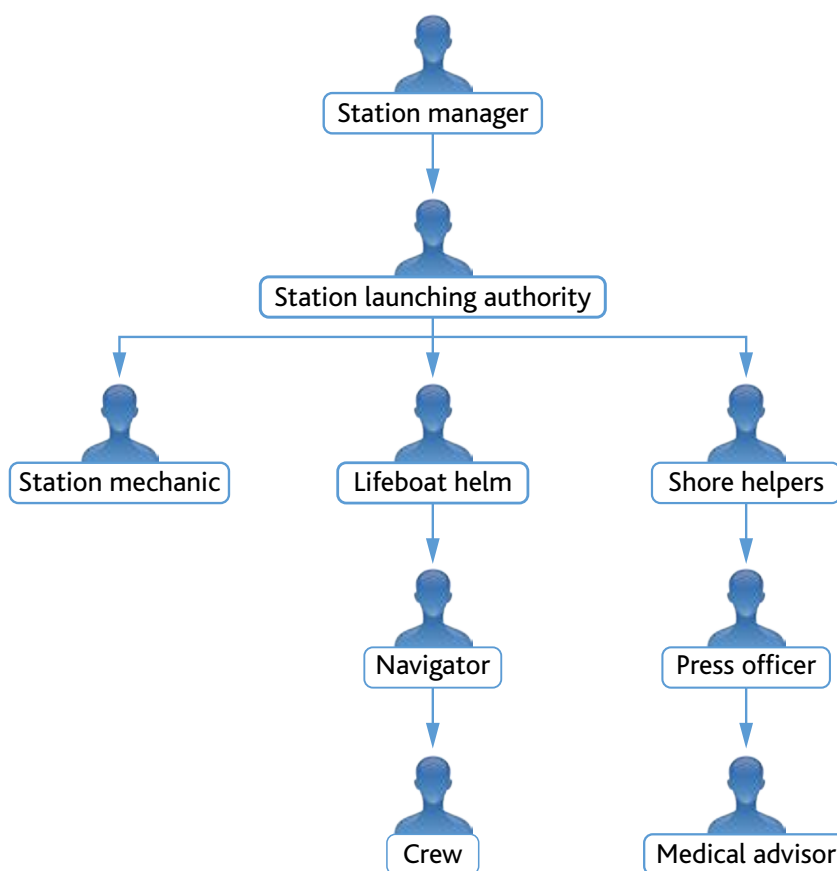 Station manager
Station launching authority
Station mechanic
Lifeboat helm
Shore helpers
Navigator
Press officer
Crew
Medical advisor